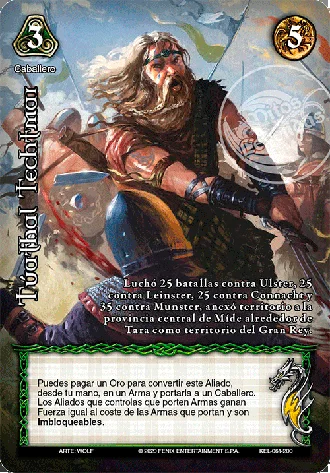 3
5
Caballero
Túathal Techtmar
Luchó 25 batallas contra Ulster, 25
contra Leinster, 25 contra Connacht y
35 contra Munster, anexó territorio a la
provincia central de Mide alrededor de
Tara como territorio del Gran Rey.
Puedes pagar un Oro para convertir este Aliado,
desde tu mano, en un Arma y portarla a un Caballero.
Los Aliados que controlas que porten Armas ganan
Fuerza igual al coste de las Armas que portan y son
Imbloqueables.
ARTE: WOLF
© 2020 FENIX ENTERTAINMENT S.P.A.